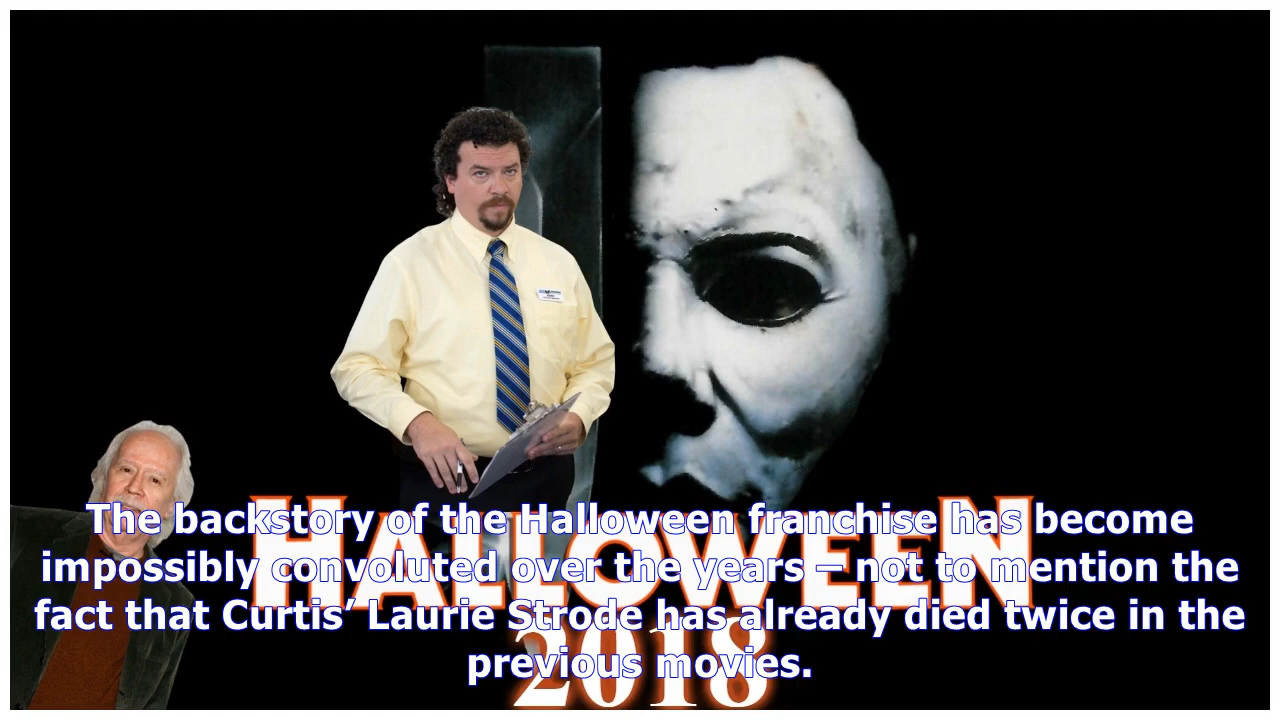 The backstory of the Halloween franchise has become
impossibly convoluted over the years – not to mention the
fact that Curtis’ Laurie Strode has already died twice in the
previous movies.
HALLOWEEN
2018